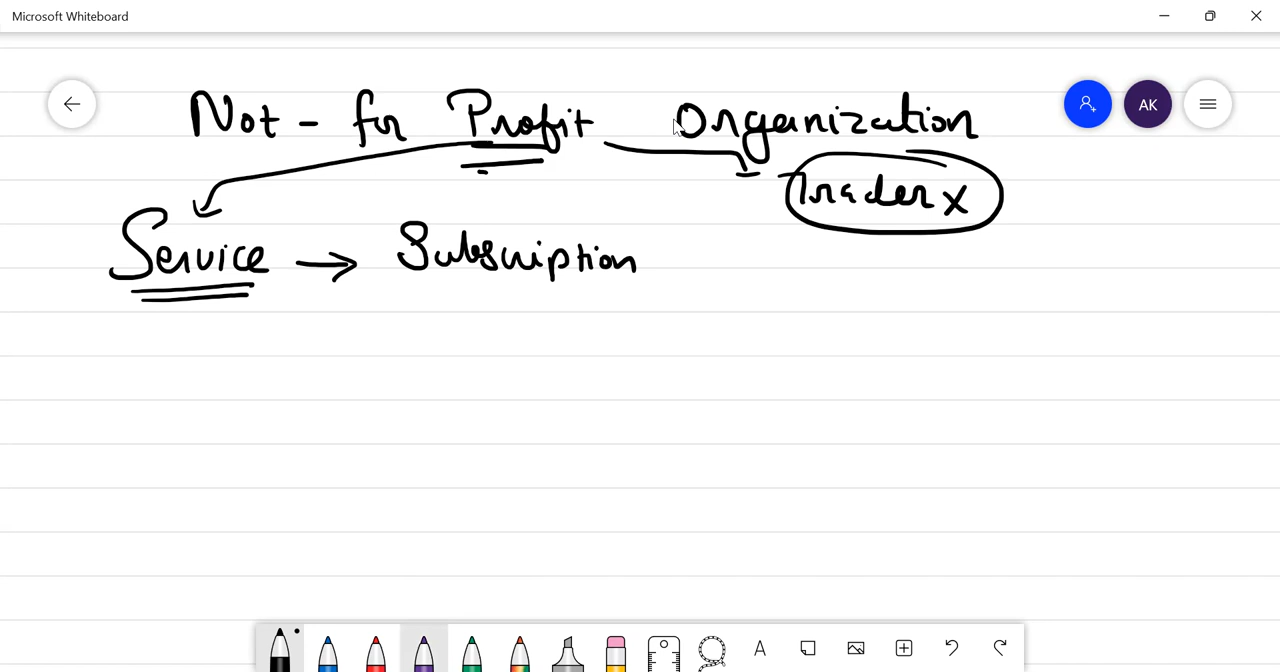 Microsoft Whiteboard
AK
Not - for Profit Organization
Trader x
Service → Subscription
A